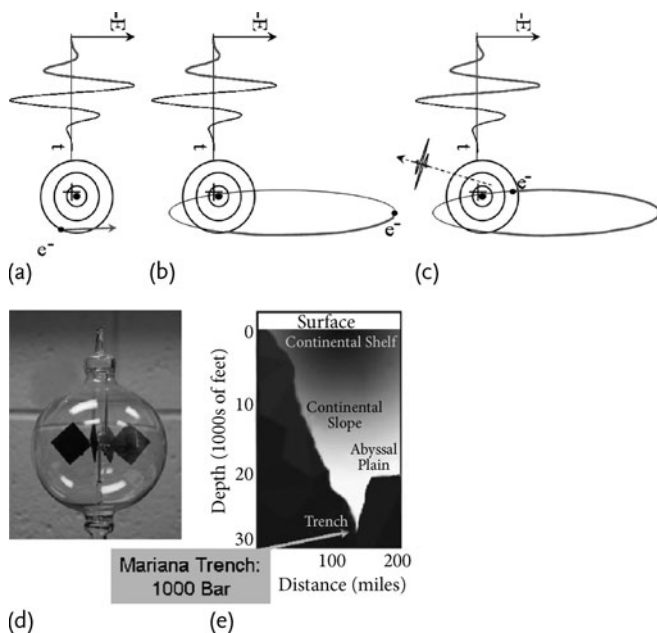 -E
-E
-E
t
t
t
e-
e-
e-
(a)
(b)
(c)
Surface
Continental Shelf
Continental
Slope
Abyssal
Plain
Trench
0
10
20
30
Depth (1000s of feet)
100
200
Distance (miles)
Mariana Trench:
1000 Bar
(d)
(e)